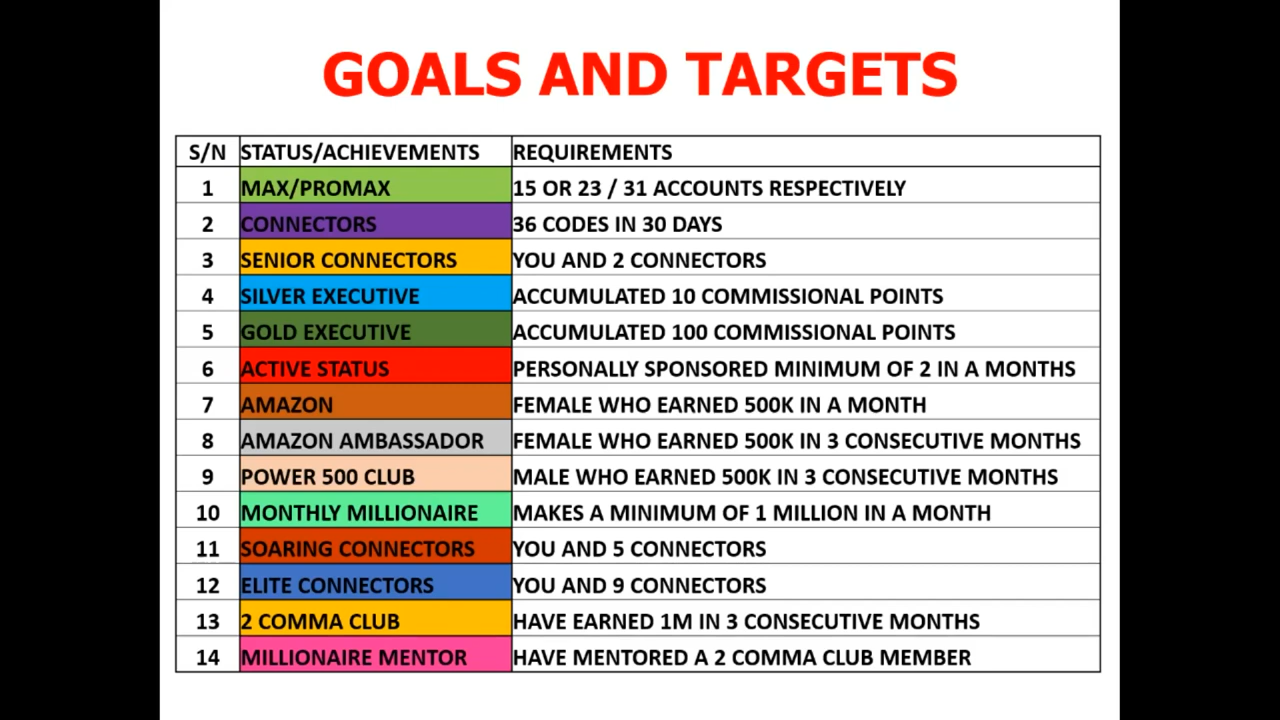 GOALS AND TARGETS
S/N STATUS/ACHIEVEMENTS REQUIREMENTS
1 MAX/PROMAX 15 OR 23 / 31 ACCOUNTS RESPECTIVELY
2 CONNECTORS 36 CODES IN 30 DAYS
3 SENIOR CONNECTORS YOU AND 2 CONNECTORS
4 SILVER EXECUTIVE ACCUMULATED 10 COMMISSIONAL POINTS
5 GOLD EXECUTIVE ACCUMULATED 100 COMMISSIONAL POINTS
6 ACTIVE STATUS PERSONALLY SPONSORED MINIMUM OF 2 IN A MONTHS
7 AMAZON FEMALE WHO EARNED 500K IN A MONTH
8 AMAZON AMBASSADOR FEMALE WHO EARNED 500K IN 3 CONSECUTIVE MONTHS
9 POWER 500 CLUB MALE WHO EARNED 500K IN 3 CONSECUTIVE MONTHS
10 MONTHLY MILLIONAIRE MAKES A MINIMUM OF 1 MILLION IN A MONTH
11 SOARING CONNECTORS YOU AND 5 CONNECTORS
12 ELITE CONNECTORS YOU AND 9 CONNECTORS
13 2 COMMA CLUB HAVE EARNED 1M IN 3 CONSECUTIVE MONTHS
14 MILLIONAIRE MENTOR HAVE MENTORED A 2 COMMA CLUB MEMBER